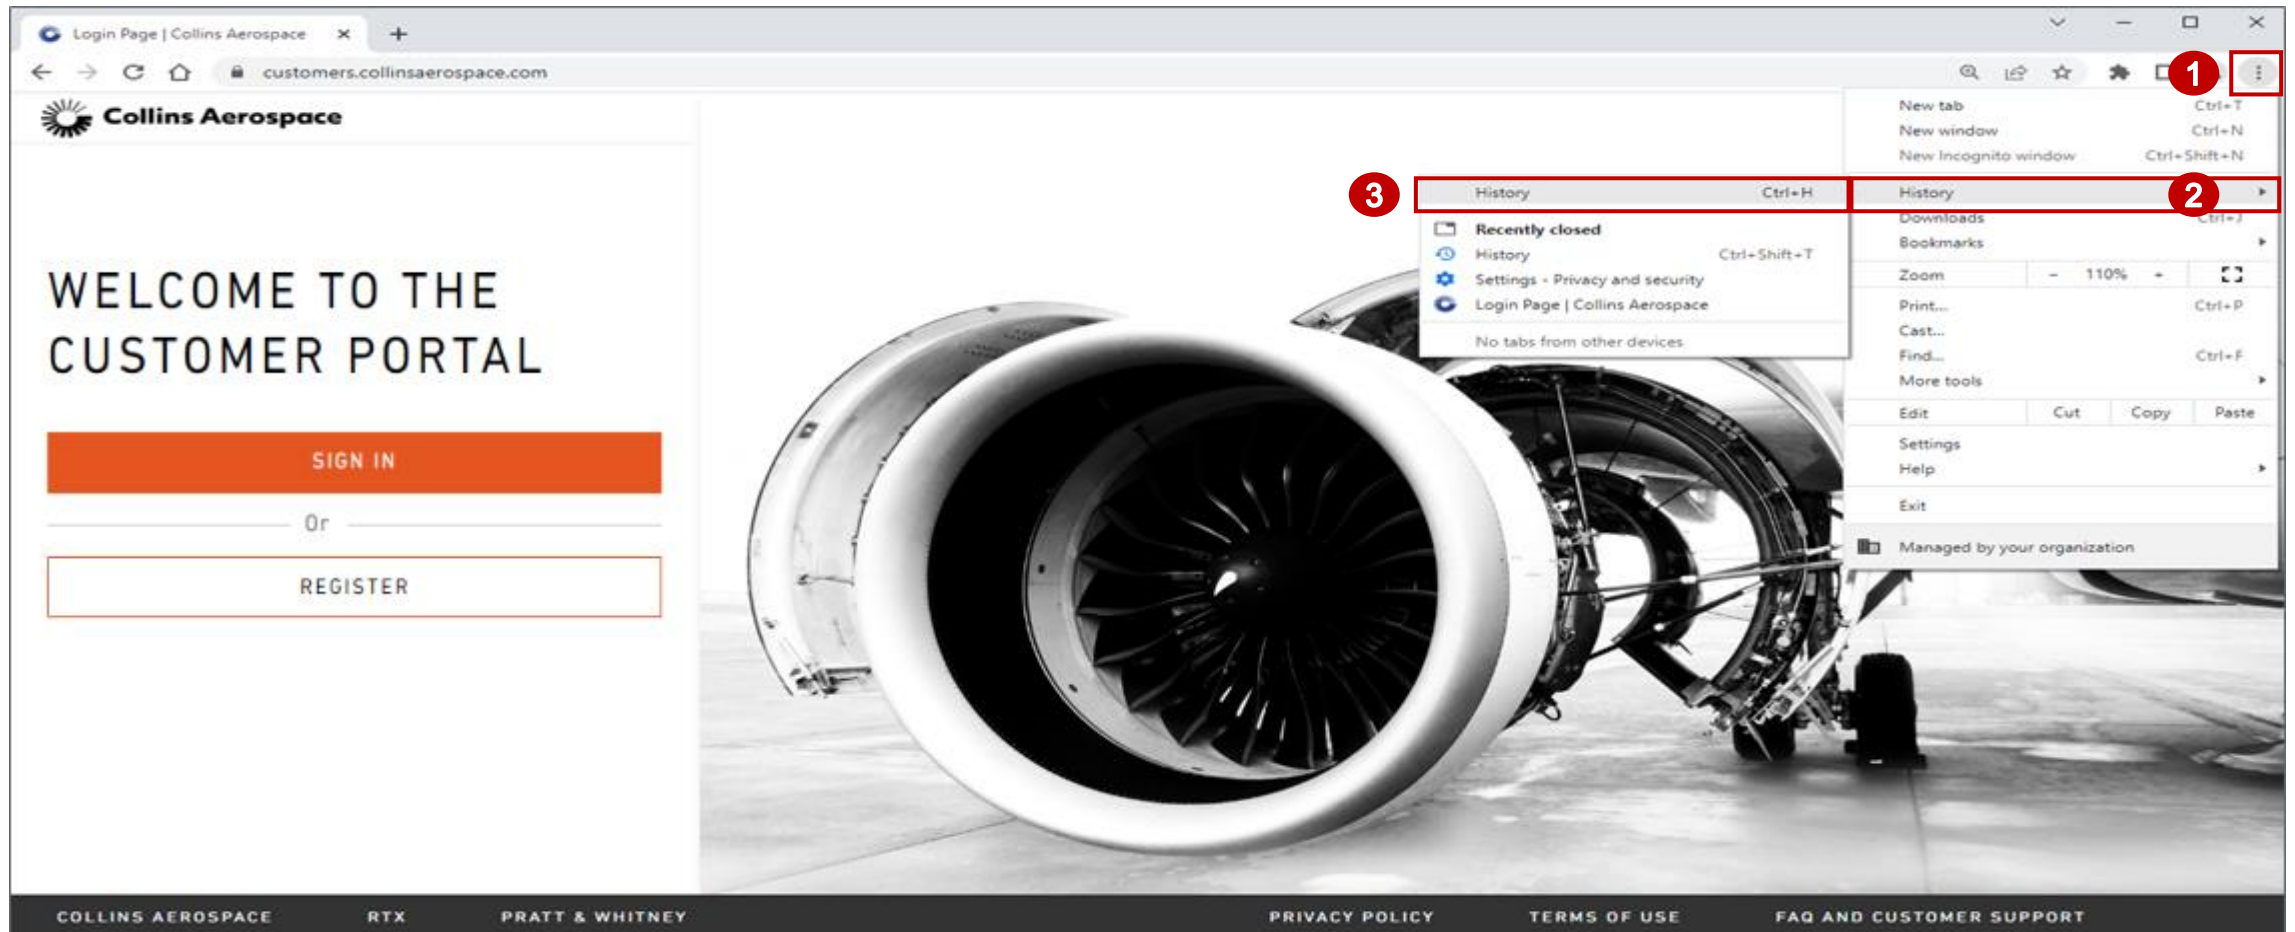 Login Page | Collins Aerospace
customers.collinsaerospace.com
1
Collins Aerospace
New tab Ctrl+T
New window Ctrl+N
New Incognito window Ctrl+Shift+N
3
History Ctrl+H
History
2
Downloads Ctrl+J
Bookmarks
Recently closed
History Ctrl+Shift+T
Settings - Privacy and security
Login Page | Collins Aerospace
No tabs from other devices
Zoom - 110% +
Print... Ctrl+P
Cast...
Find... Ctrl+F
More tools
Edit Cut Copy Paste
Settings
Help
Exit
Managed by your organization
WELCOME TO THE
CUSTOMER PORTAL
SIGN IN
Or
REGISTER
COLLINS AEROSPACE RTX PRATT & WHITNEY PRIVACY POLICY TERMS OF USE FAQ AND CUSTOMER SUPPORT